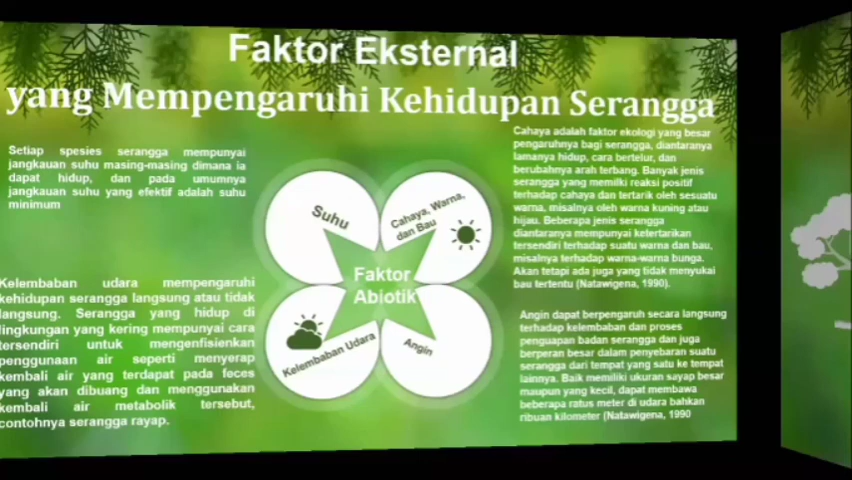 Faktor Eksternal
yang Mempengaruhi Kehidupan Serangga
Setiap spesies serangga mempunyai
jangkauan suhu masing-masing dimana ia
dapat hidup, dan pada umumnya
jangkauan suhu yang efektif adalah suhu
minimum
Kelembaban udara mempengaruhi
kehidupan serangga langsung atau tidak
langsung. Serangga yang hidup di
lingkungan yang kering mempunyai cara
tersendiri untuk mengenfisienkan
penggunaan air seperti menyerap
kembali air yang terdapat pada feces
yang akan dibuang dan menggunakan
kembali air metabolik tersebut,
contohnya serangga rayap.
Suhu
Cahaya, Warna,
dan Bau
Faktor
Abiotik
Kelembaban Udara
Angin
Cahaya adalah faktor ekologi yang besar
pengaruhnya bagi serangga, diantaranya
lamanya hidup, cara bertelur, dan
berubahnya arah terbang. Banyak jenis
serangga yang memilki reaksi positif
terhadap cahaya dan tertarik oleh sesuatu
warna, misalnya oleh warna kuning atau
hijau. Beberapa jenis serangga
diantaranya mempunyai ketertarikan
tersendiri terhadap suatu warna dan bau,
misalnya terhadap warna-warna bunga.
Akan tetapi ada juga yang tidak menyukai
bau tertentu (Natawigena, 1990).
Angin dapat berpengaruh secara langsung
terhadap kelembaban dan proses
penguapan badan serangga dan juga
berperan besar dalam penyebaran suatu
serangga dari tempat yang satu ke tempat
lainnya. Baik memiliki ukuran sayap besar
maupun yang kecil, dapat membawa
beberapa ratus meter di udara bahkan
ribuan kilometer (Natawigena, 1990